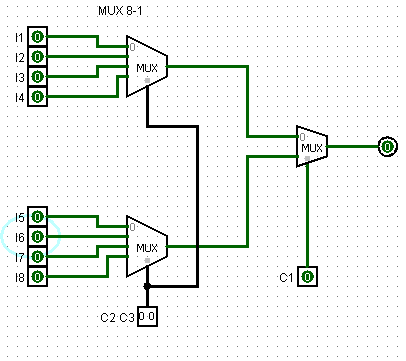 MUX 8-1
I1 0
I2 0
I3 0
I4 0
0
MUX
0
MUX
0
I5 0
I6 0
I7 0
I8 0
0
MUX
C1 0
C2 C3 0 0